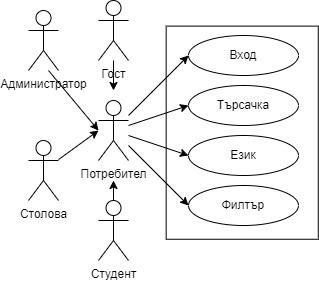 Администратор
Гост
Вход
Търсачка
Език
Филтър
Потребител
Столова
Студент